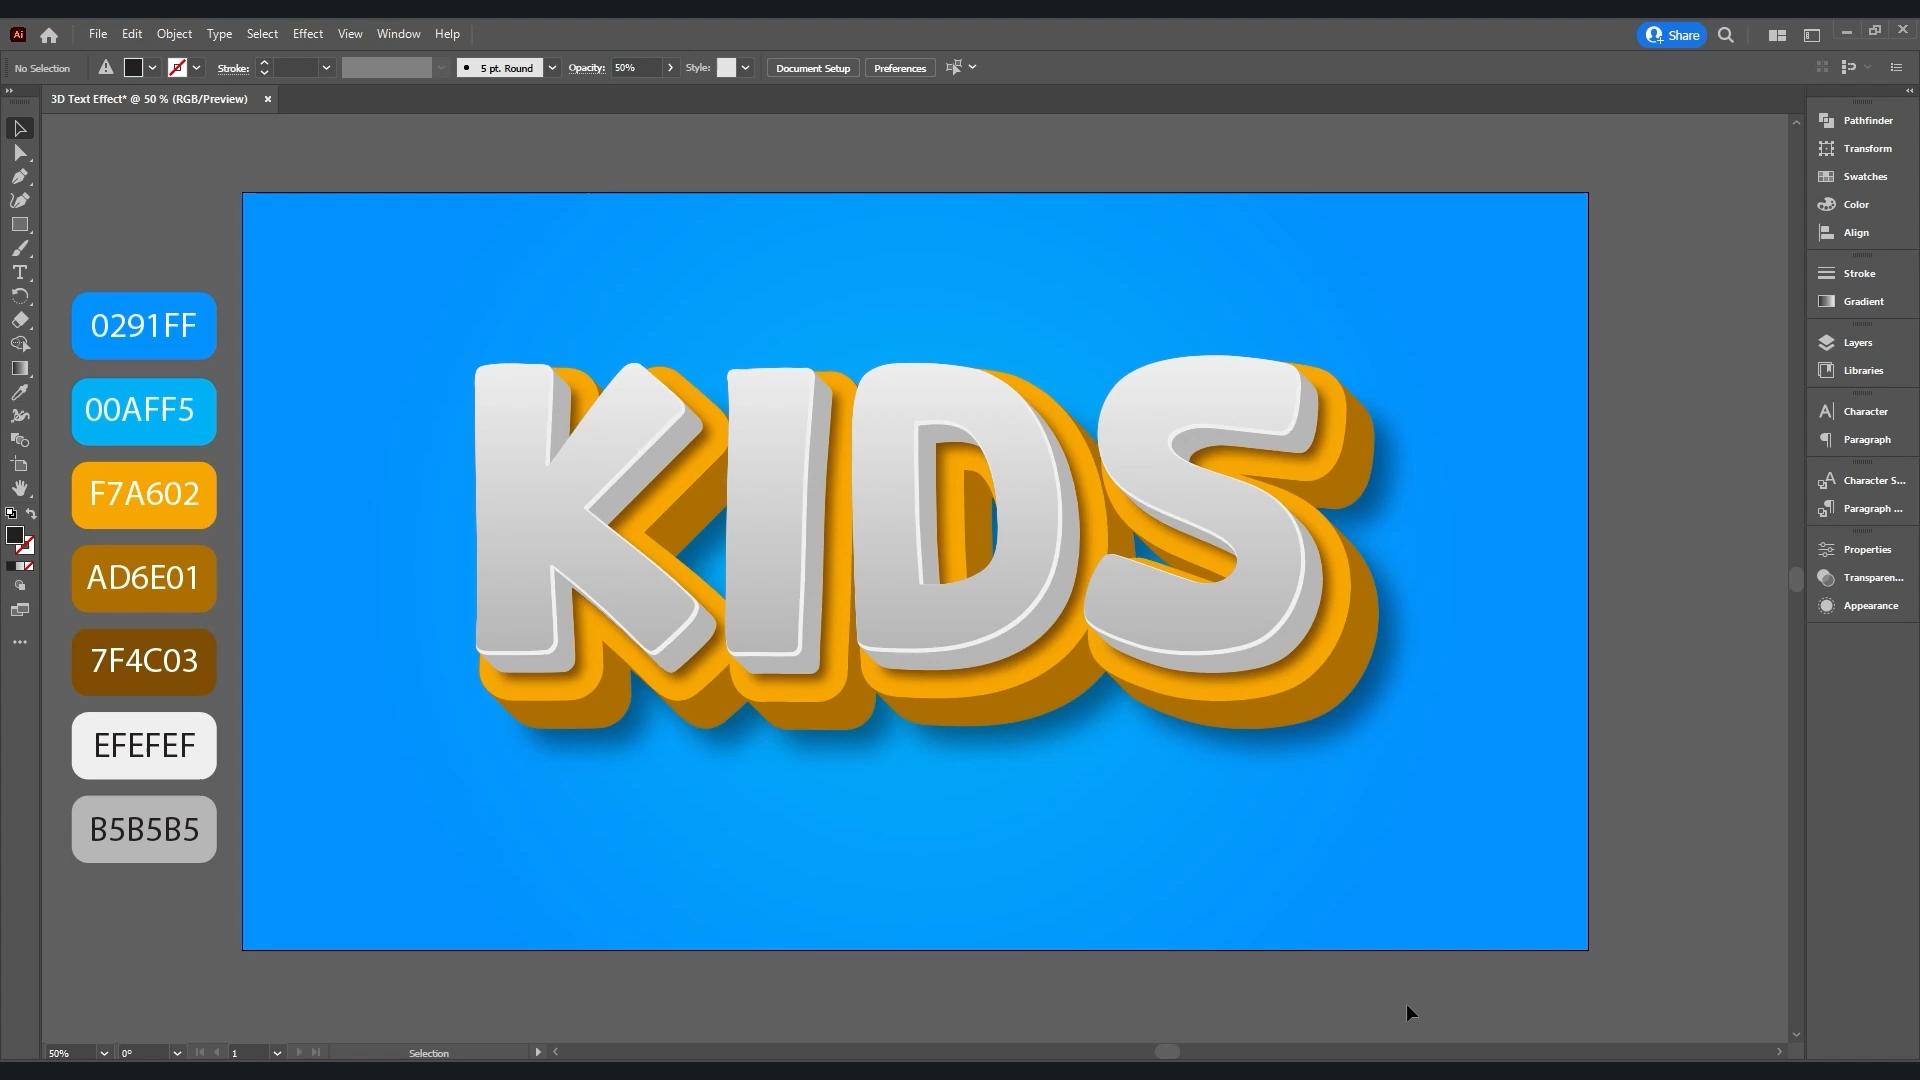 Ai File Edit Object Type Select Effect View Window Help Share
No Selection Stroke: 5 pt. Round Opacity: 50% Style: Document Setup Preferences
3D Text Effect* @ 50 % (RGB/Preview)
Pathfinder
Transform
Swatches
Color
Align
Stroke
Gradient
Layers
Libraries
Character
Paragraph
Character S...
Paragraph ...
Properties
Transparen...
Appearance
0291FF
00AFF5
F7A602
AD6E01
7F4C03
EFEFEF
B5B5B5
KIDS
50% 0° 1 Selection